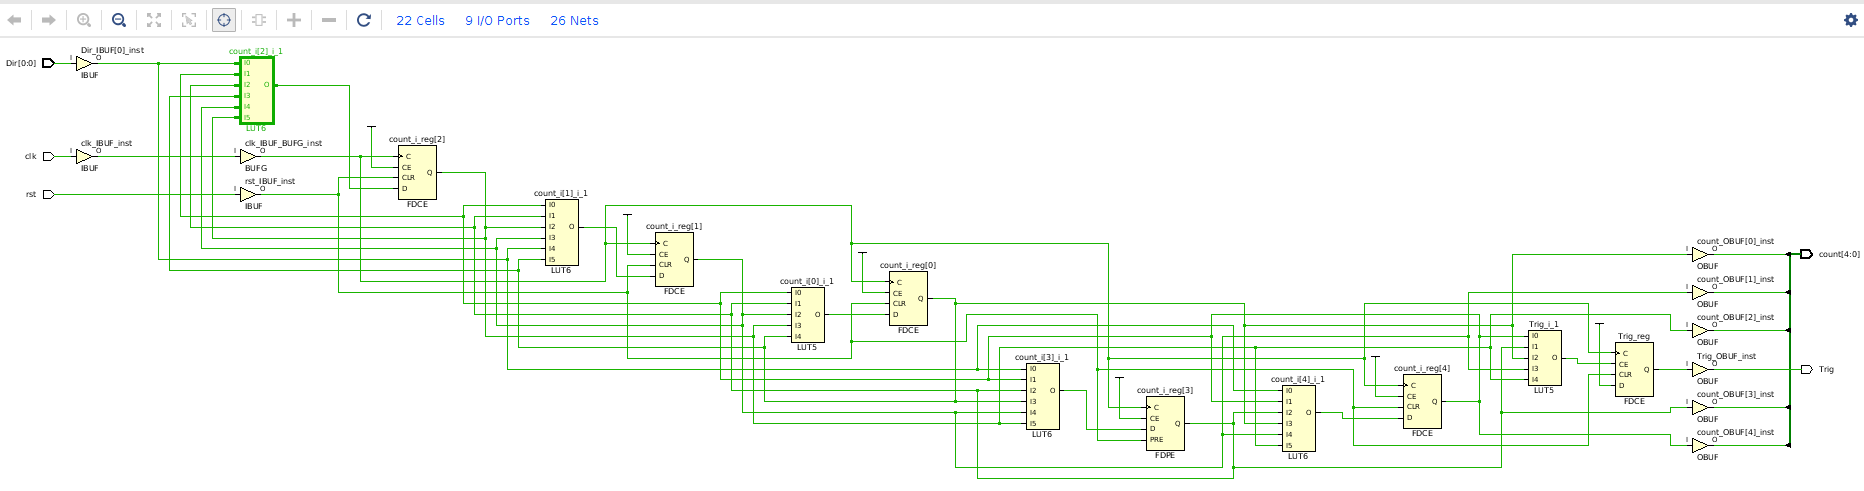 22 Cells 9 I/O Ports 26 Nets
Dir[0:0]
Dir_IBUF[0]_inst
I O
IBUF
count_i[2]_i_1
I0
I1
I2
I3
I4
I5
O
LUT6
clk
clk_IBUF_inst
I O
IBUF
clk_IBUF_BUFG_inst
I O
BUFG
rst
rst_IBUF_inst
I O
IBUF
count_i_reg[2]
C
CE
CLR
D
Q
FDCE
count_i[1]_i_1
I0
I1
I2
I3
I4
I5
O
LUT6
count_i_reg[1]
C
CE
CLR
D
Q
FDCE
count_i[0]_i_1
I0
I1
I2
I3
I4
O
LUT5
count_i_reg[0]
C
CE
CLR
D
Q
FDCE
count_i[3]_i_1
I0
I1
I2
I3
I4
I5
O
LUT6
count_i_reg[3]
C
CE
D
PRE
Q
FDPE
count_i[4]_i_1
I0
I1
I2
I3
I4
I5
O
LUT6
count_i_reg[4]
C
CE
CLR
D
Q
FDCE
Trig_i_1
I0
I1
I2
I3
I4
O
LUT5
Trig_reg
C
CE
CLR
D
Q
FDCE
count_OBUF[0]_inst
I O
OBUF
count_OBUF[1]_inst
I O
OBUF
count_OBUF[2]_inst
I O
OBUF
Trig_OBUF_inst
I O
OBUF
count_OBUF[3]_inst
I O
OBUF
count_OBUF[4]_inst
I O
OBUF
count[4:0]
Trig